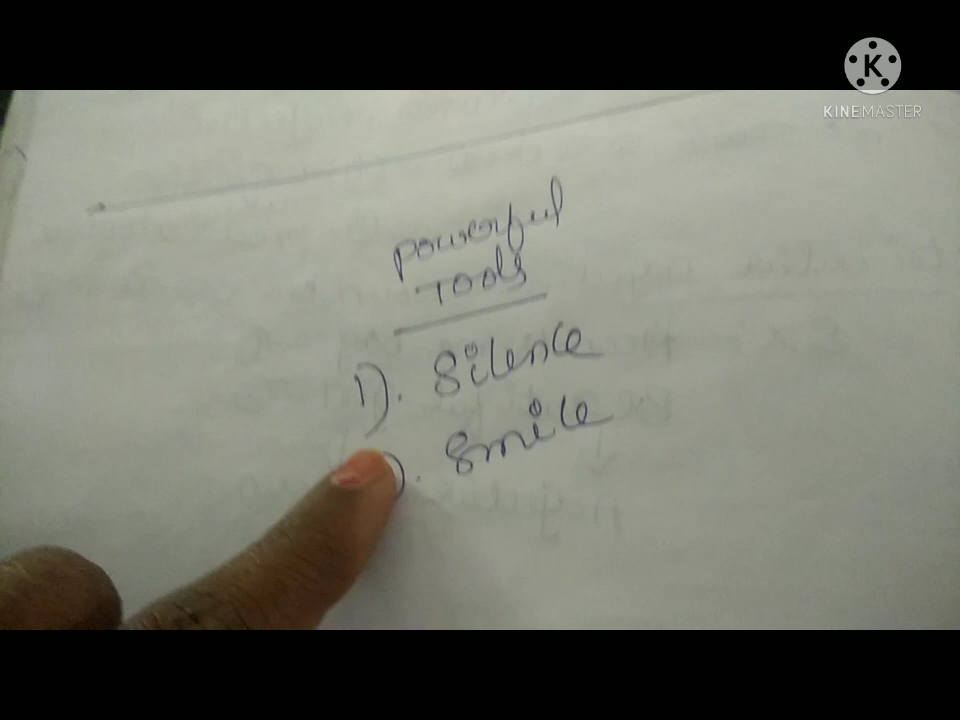 KINEMASTER
powerful
Tools
1). Silence
). Smile